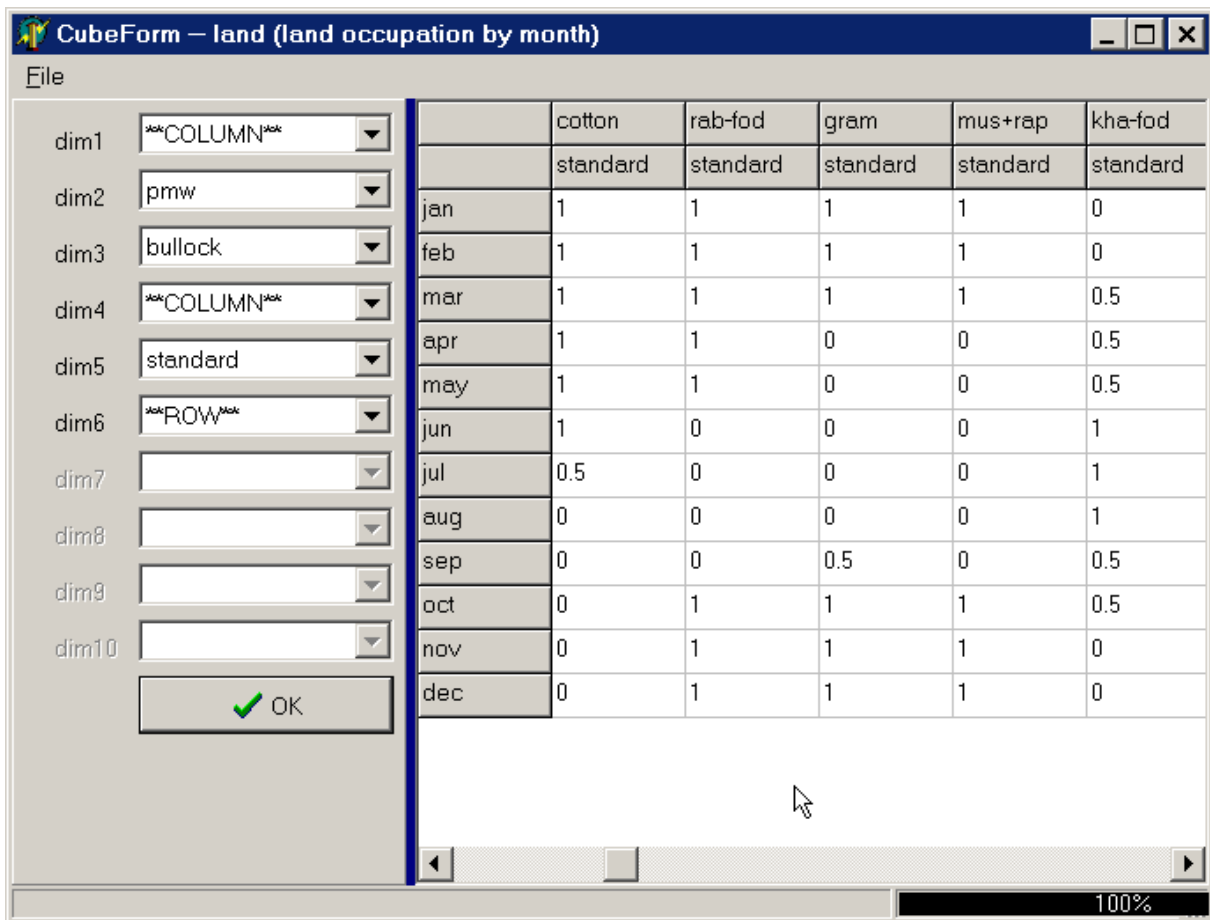 CubeForm – land (land occupation by month)
File
dim1 **COLUMN**
dim2 pmw
dim3 bullock
dim4 **COLUMN**
dim5 standard
dim6 **ROW**
dim7
dim8
dim9
dim10
OK
cotton rab-fod gram mus+rap kha-fod
standard standard standard standard standard
jan 1 1 1 1 0
feb 1 1 1 1 0
mar 1 1 1 1 0.5
apr 1 1 0 0 0.5
may 1 1 0 0 0.5
jun 1 0 0 0 1
jul 0.5 0 0 0 1
aug 0 0 0 0 1
sep 0 0 0.5 0 0.5
oct 0 1 1 1 0.5
nov 0 1 1 1 0
dec 0 1 1 1 0
100%